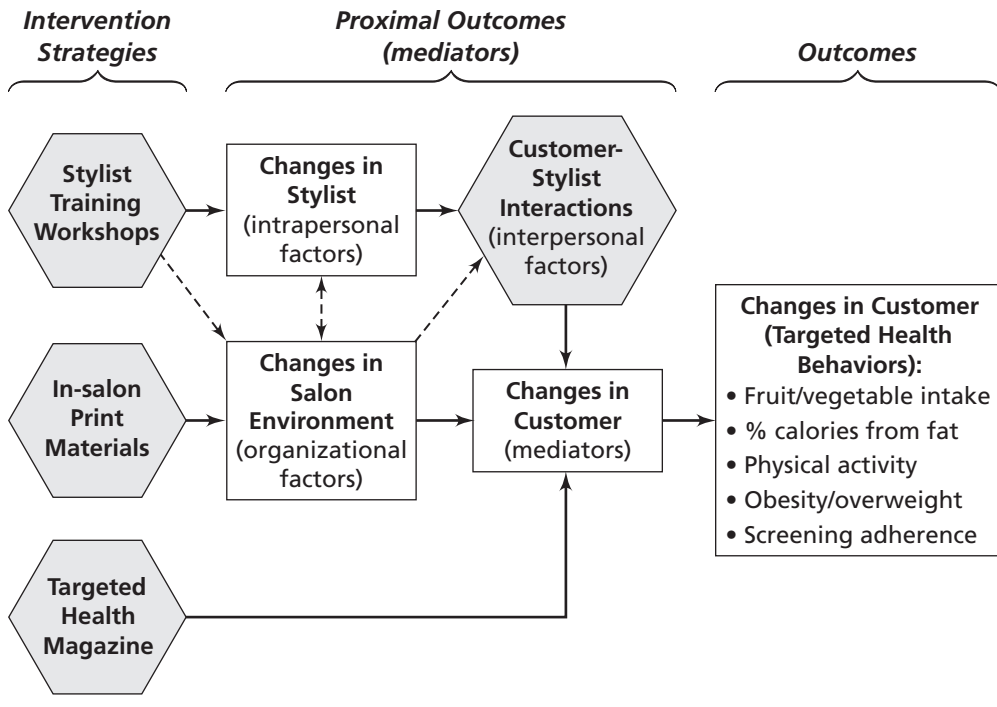 Intervention
Strategies
Proximal Outcomes
(mediators)
Outcomes
Stylist
Training
Workshops
Changes in
Stylist
(intrapersonal
factors)
Customer-
Stylist
Interactions
(interpersonal
factors)
In-salon
Print
Materials
Changes in
Salon
Environment
(organizational
factors)
Changes in
Customer
(mediators)
Changes in Customer
(Targeted Health
Behaviors):
• Fruit/vegetable intake
• % calories from fat
• Physical activity
• Obesity/overweight
• Screening adherence
Targeted
Health
Magazine